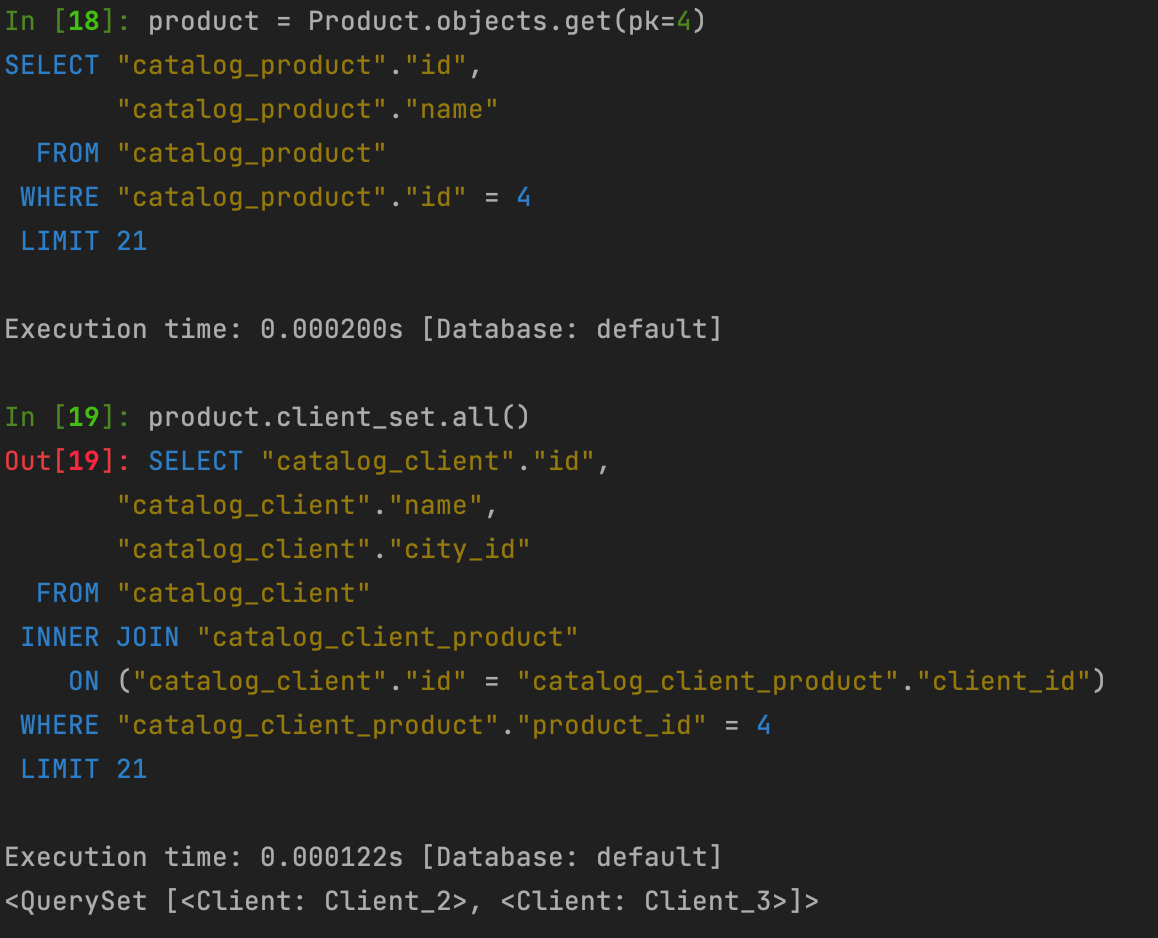 In [18]: product = Product.objects.get(pk=4)
SELECT "catalog_product"."id",
       "catalog_product"."name"
  FROM "catalog_product"
 WHERE "catalog_product"."id" = 4
 LIMIT 21
Execution time: 0.000200s [Database: default]
In [19]: product.client_set.all()
Out[19]: SELECT "catalog_client"."id",
       "catalog_client"."name",
       "catalog_client"."city_id"
  FROM "catalog_client"
 INNER JOIN "catalog_client_product"
    ON ("catalog_client"."id" = "catalog_client_product"."client_id")
 WHERE "catalog_client_product"."product_id" = 4
 LIMIT 21
Execution time: 0.000122s [Database: default]
<QuerySet [<Client: Client_2>, <Client: Client_3>]>